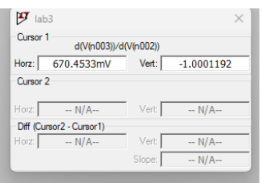 lab3
Cursor 1
d(V(n003))/d(V(n002))
Horz: 670.4533mV Vert: -1.0001192
Cursor 2
Horz: -- N/A-- Vert: -- N/A--
Diff (Cursor2 - Cursor1)
Horz: -- N/A-- Vert: -- N/A--
Slope: -- N/A--